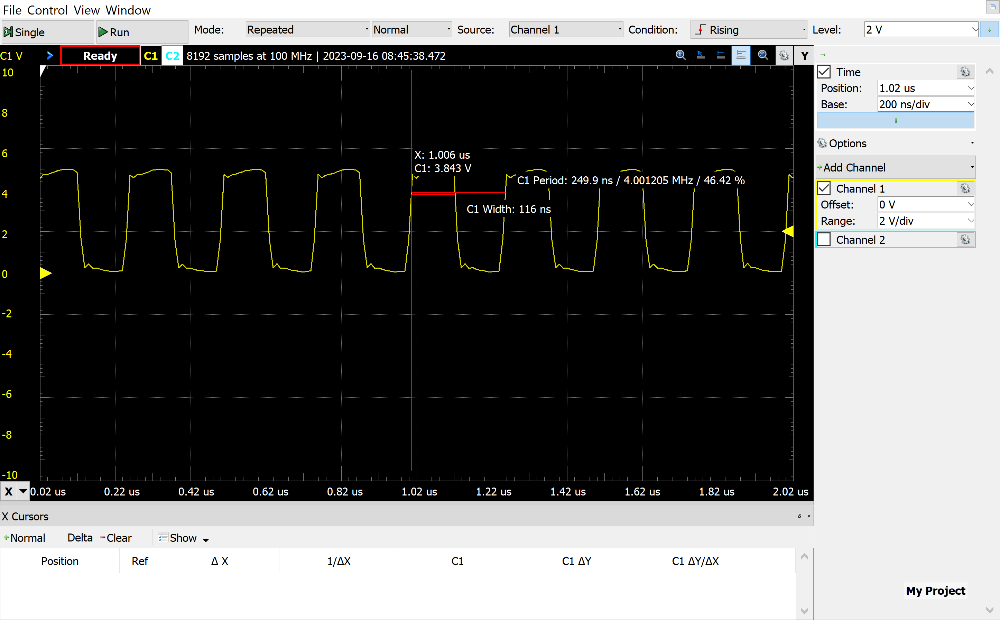 File Control View Window
Single Run Mode: Repeated Normal Source: Channel 1 Condition: Rising Level: 2 V
C1 V Ready C1 C2 8192 samples at 100 MHz | 2023-09-16 08:45:38.472 Y
10
8
6
4
2
0
-2
-4
-6
-8
-10
X: 1.006 us
C1: 3.843 V
C1 Period: 249.9 ns / 4.001205 MHz / 46.42 %
C1 Width: 116 ns
X 0.02 us 0.22 us 0.42 us 0.62 us 0.82 us 1.02 us 1.22 us 1.42 us 1.62 us 1.82 us 2.02 us
Time
Position: 1.02 us
Base: 200 ns/div
Options
Add Channel
Channel 1
Offset: 0 V
Range: 2 V/div
Channel 2
X Cursors
Normal Delta Clear Show
Position Ref Δ X 1/ΔX C1 C1 ΔY C1 ΔY/ΔX
My Project